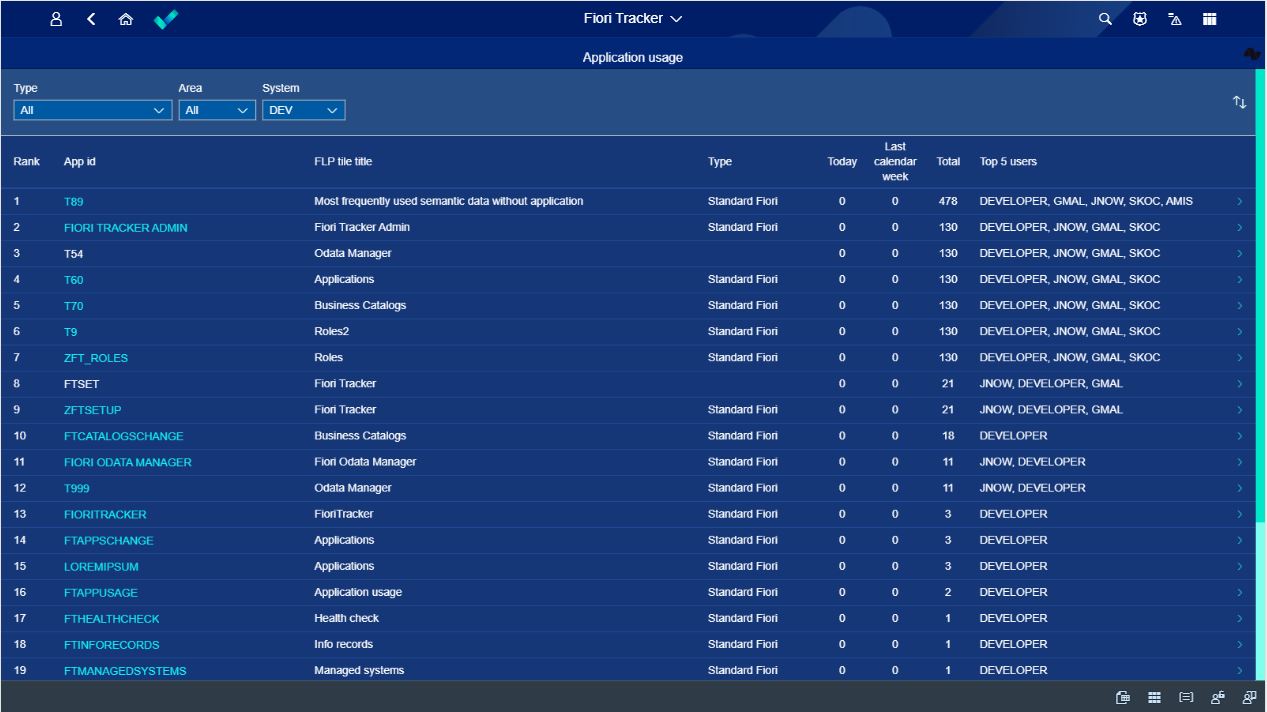 Fiori Tracker
Application usage
Type Area System
All All DEV
Rank App id FLP tile title Type Today Last calendar week Total Top 5 users
1 T89 Most frequently used semantic data without application Standard Fiori 0 0 478 DEVELOPER, GMAL, JNOW, SKOC, AMIS
2 FIORI TRACKER ADMIN Fiori Tracker Admin Standard Fiori 0 0 130 DEVELOPER, JNOW, GMAL, SKOC
3 T54 Odata Manager 0 0 130 DEVELOPER, JNOW, GMAL, SKOC
4 T60 Applications Standard Fiori 0 0 130 DEVELOPER, JNOW, GMAL, SKOC
5 T70 Business Catalogs Standard Fiori 0 0 130 DEVELOPER, JNOW, GMAL, SKOC
6 T9 Roles2 Standard Fiori 0 0 130 DEVELOPER, JNOW, GMAL, SKOC
7 ZFT_ROLES Roles Standard Fiori 0 0 130 DEVELOPER, JNOW, GMAL, SKOC
8 FTSET Fiori Tracker 0 0 21 JNOW, DEVELOPER, GMAL
9 ZFTSETUP Fiori Tracker Standard Fiori 0 0 21 JNOW, DEVELOPER, GMAL
10 FTCATALOGSCHANGE Business Catalogs Standard Fiori 0 0 18 DEVELOPER
11 FIORI ODATA MANAGER Fiori Odata Manager Standard Fiori 0 0 11 JNOW, DEVELOPER
12 T999 Odata Manager Standard Fiori 0 0 11 JNOW, DEVELOPER
13 FIORITRACKER FioriTracker Standard Fiori 0 0 3 DEVELOPER
14 FTAPPSCHANGE Applications Standard Fiori 0 0 3 DEVELOPER
15 LOREMIPSUM Applications Standard Fiori 0 0 3 DEVELOPER
16 FTAPPUSAGE Application usage Standard Fiori 0 0 2 DEVELOPER
17 FTHEALTHCHECK Health check Standard Fiori 0 0 1 DEVELOPER
18 FTINFORECORDS Info records Standard Fiori 0 0 1 DEVELOPER
19 FTMANAGEDSYSTEMS Managed systems Standard Fiori 0 0 1 DEVELOPER